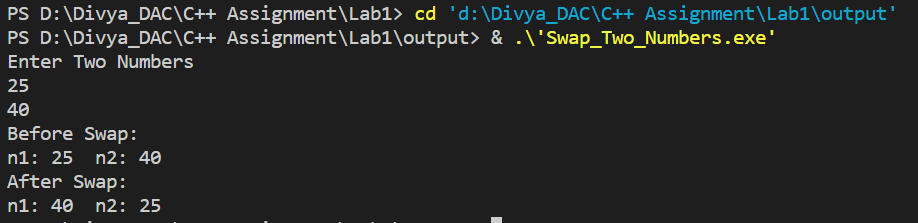 PS D:\Divya_DAC\C++ Assignment\Lab1> cd 'd:\Divya_DAC\C++ Assignment\Lab1\output'
PS D:\Divya_DAC\C++ Assignment\Lab1\output> & .\'Swap_Two_Numbers.exe'
Enter Two Numbers
25
40
Before Swap:
n1: 25  n2: 40
After Swap:
n1: 40  n2: 25